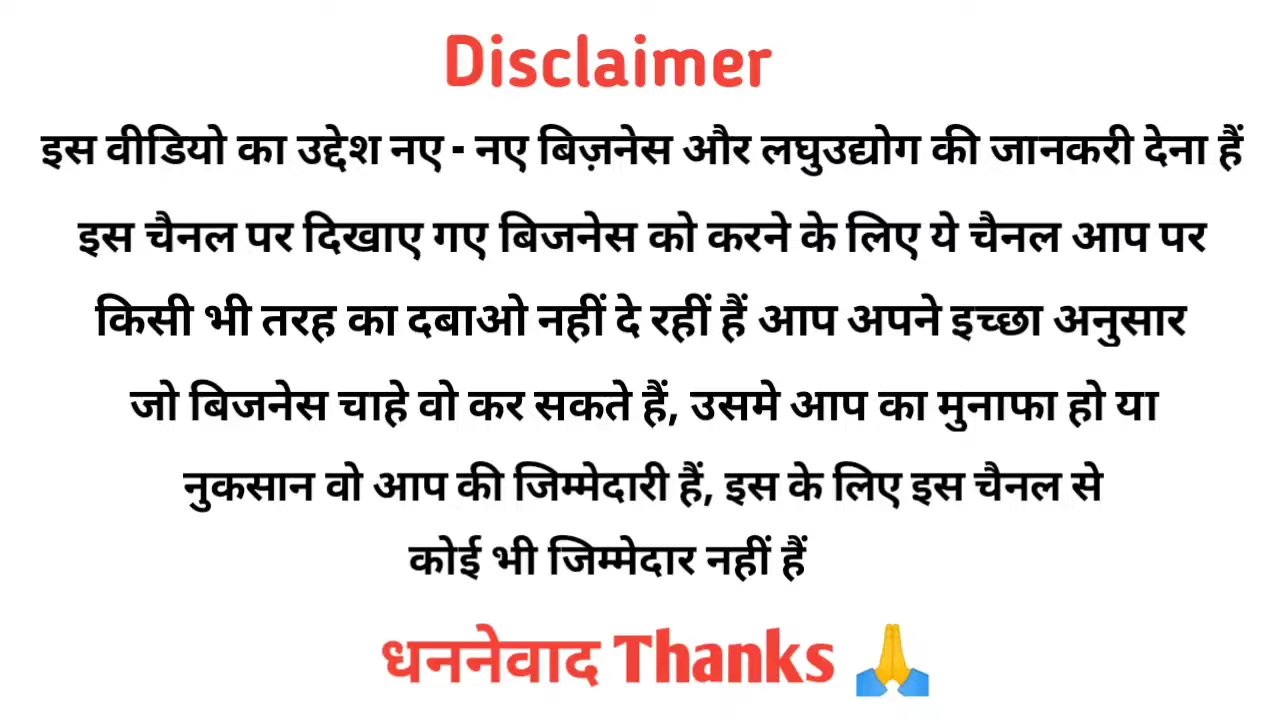 Disclaimer
इस वीडियो का उद्देश नए - नए बिज़नेस और लघुउद्योग की जानकरी देना हैं
इस चैनल पर दिखाए गए बिजनेस को करने के लिए ये चैनल आप पर
किसी भी तरह का दबाओ नहीं दे रहीं हैं आप अपने इच्छा अनुसार
जो बिजनेस चाहे वो कर सकते हैं, उसमे आप का मुनाफा हो या
नुकसान वो आप की जिम्मेदारी हैं, इस के लिए इस चैनल से
कोई भी जिम्मेदार नहीं हैं
धननेवाद Thanks 🙏